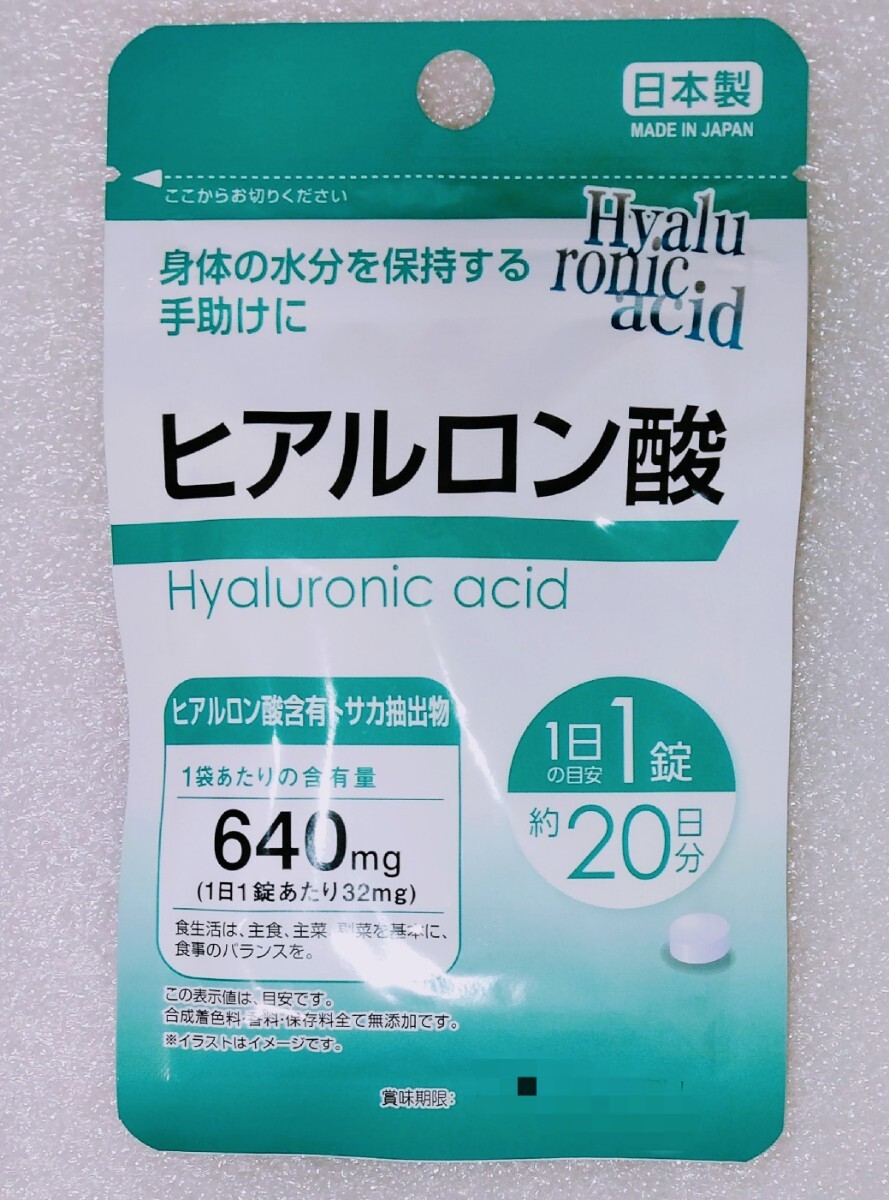 日本製
MADE IN JAPAN
ここからお切りください
身体の水分を保持する
手助けに
Hyalu
ronic
acid
ヒアルロン酸
Hyaluronic acid
ヒアルロン酸含有トサカ抽出物
1袋あたりの含有量
640mg
(1日1錠あたり32mg)
食生活は、主食、主菜、副菜を基本に、
食事のバランスを。
1日の目安1錠
約20日分
この表示値は、目安です。
合成着色料・香料・保存料全て無添加です。
※イラストはイメージです。
賞味期限: